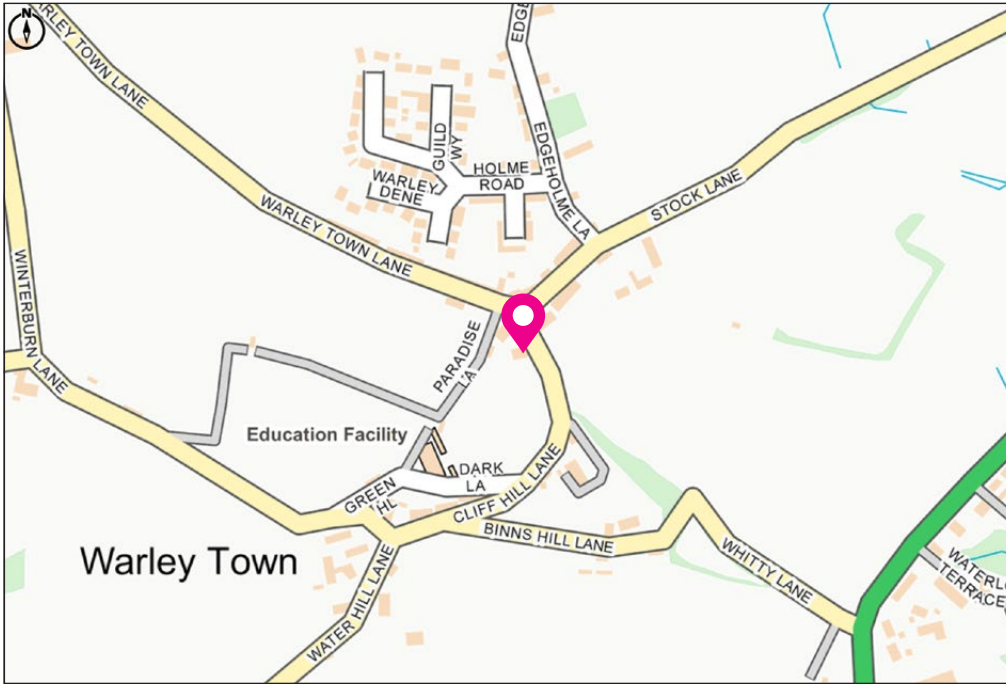 WARLEY TOWN LANE
EDGE
GUILD
WY
WARLEY
DENE
HOLME
ROAD
EDGEHOLME LA
STOCK LANE
WARLEY TOWN LANE
WINTERBURN LANE
PARADISE
LA
Education Facility
DARK
LA
GREEN
HL
CLIFF HILL LANE
BINNS HILL LANE
Warley Town
WHITTY LANE
WATERLO
TERRACE
WATER HILL LANE